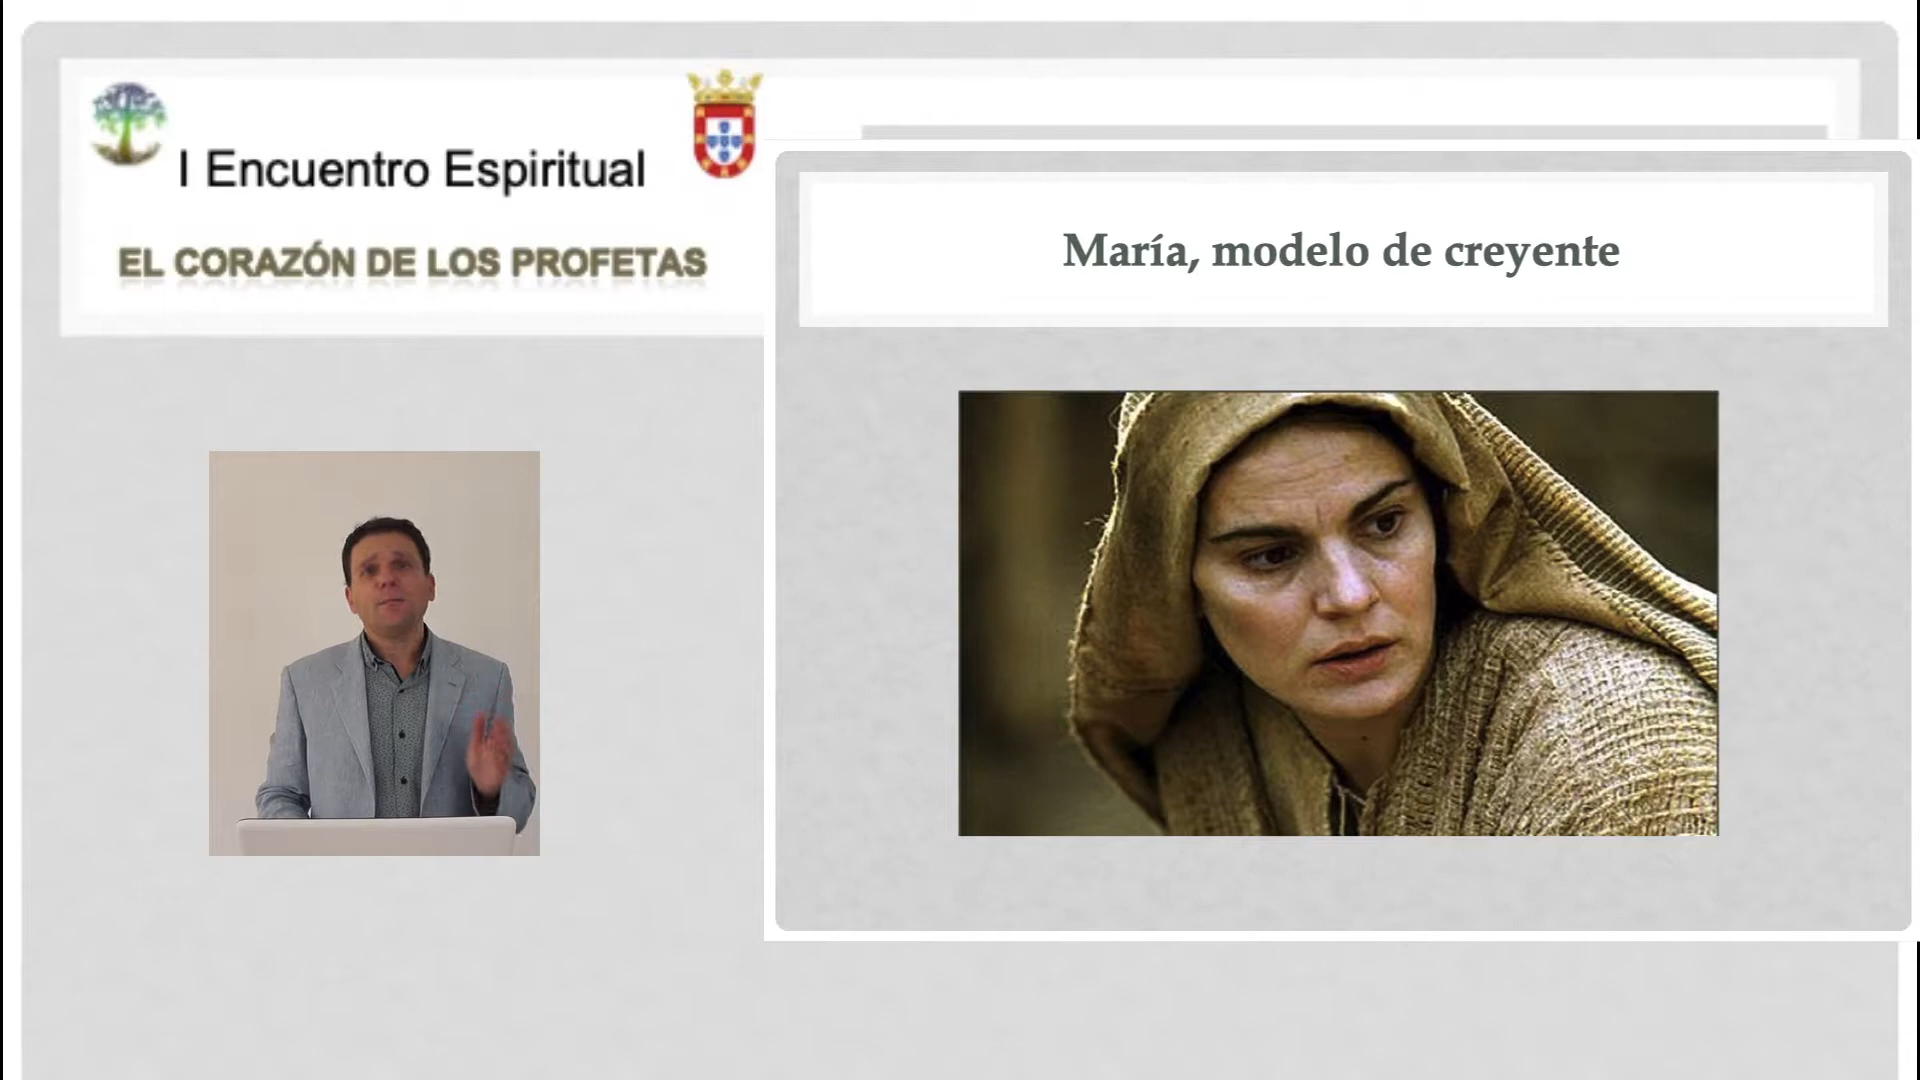 I Encuentro Espiritual
EL CORAZÓN DE LOS PROFETAS
María, modelo de creyente